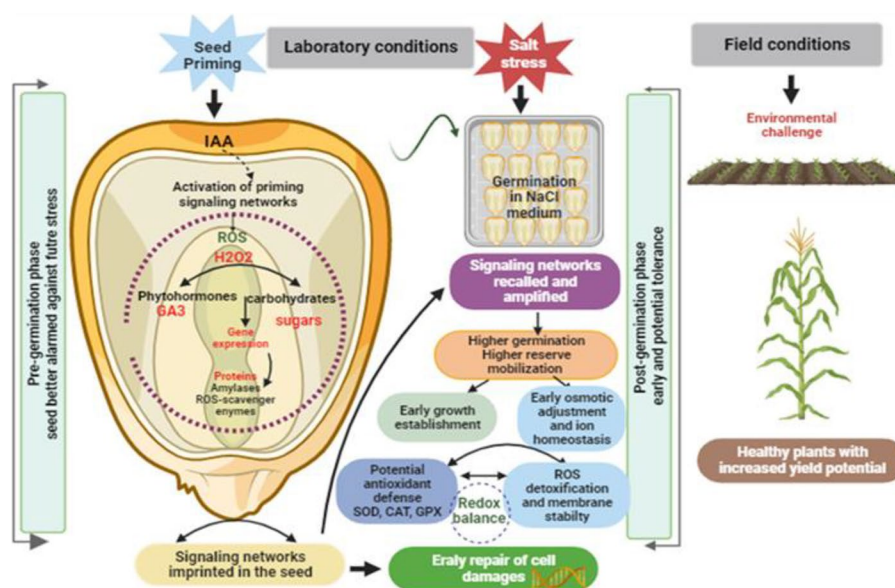 Seed
Priming
Laboratory conditions
Salt
stress
Field conditions
Pre-germination phase
seed better alarmed against futre stress
IAA
Activation of priming
signaling networks
ROS
H2O2
Phytohormones
GA3
carbohydrates
sugars
Gene
expression
Proteins
Amylases
ROS-scavenger
enymes
Signaling networks
imprinted in the seed
Germination
in NaCl
medium
Signaling networks
recalled and
amplified
Higher germination
Higher reserve
mobilization
Early growth
establishment
Early osmotic
adjustment
and ion
homeostasis
Potential
antioxidant
defense
SOD, CAT, GPX
Redox
balance
ROS
detoxification
and membrane
stabilty
Eraly repair of cell
damages
Post-germination phase
early and potential tolerance
Environmental
challenge
Healthy plants with
increased yield potential